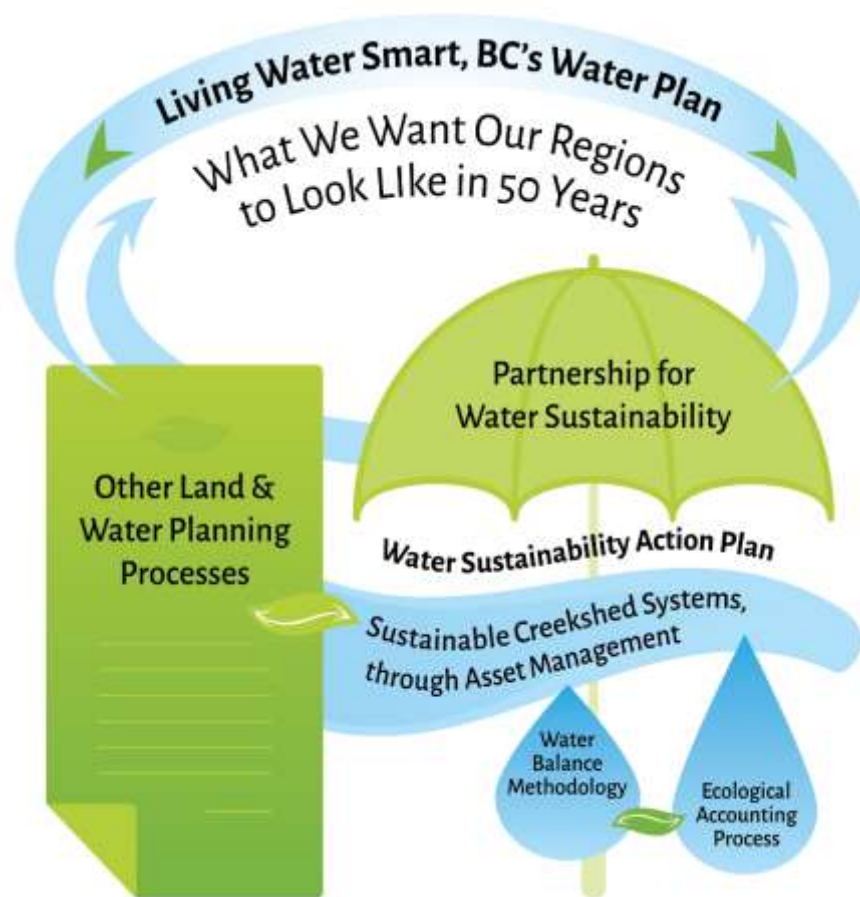 Living Water Smart, BC's Water Plan
What We Want Our Regions
to Look LIke in 50 Years
Partnership for
Water Sustainability
Other Land &
Water Planning
Processes
Water Sustainability Action Plan
Sustainable Creekshed Systems,
through Asset Management
Water
Balance
Methodology
Ecological
Accounting
Process